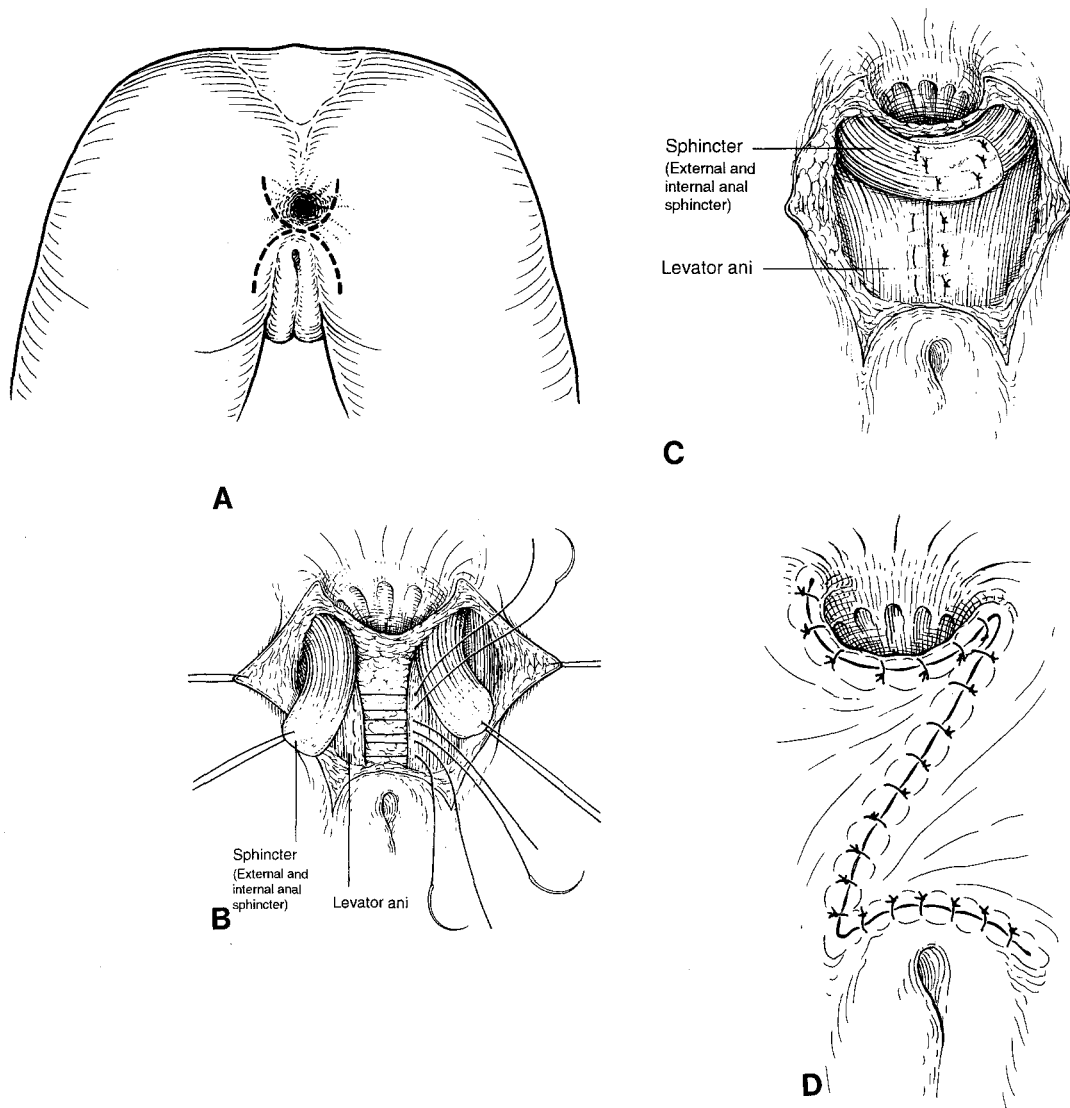 A
Sphincter
(External and
internal anal
sphincter)
Levator ani
B
Sphincter
(External and
internal anal
sphincter)
Levator ani
C
D